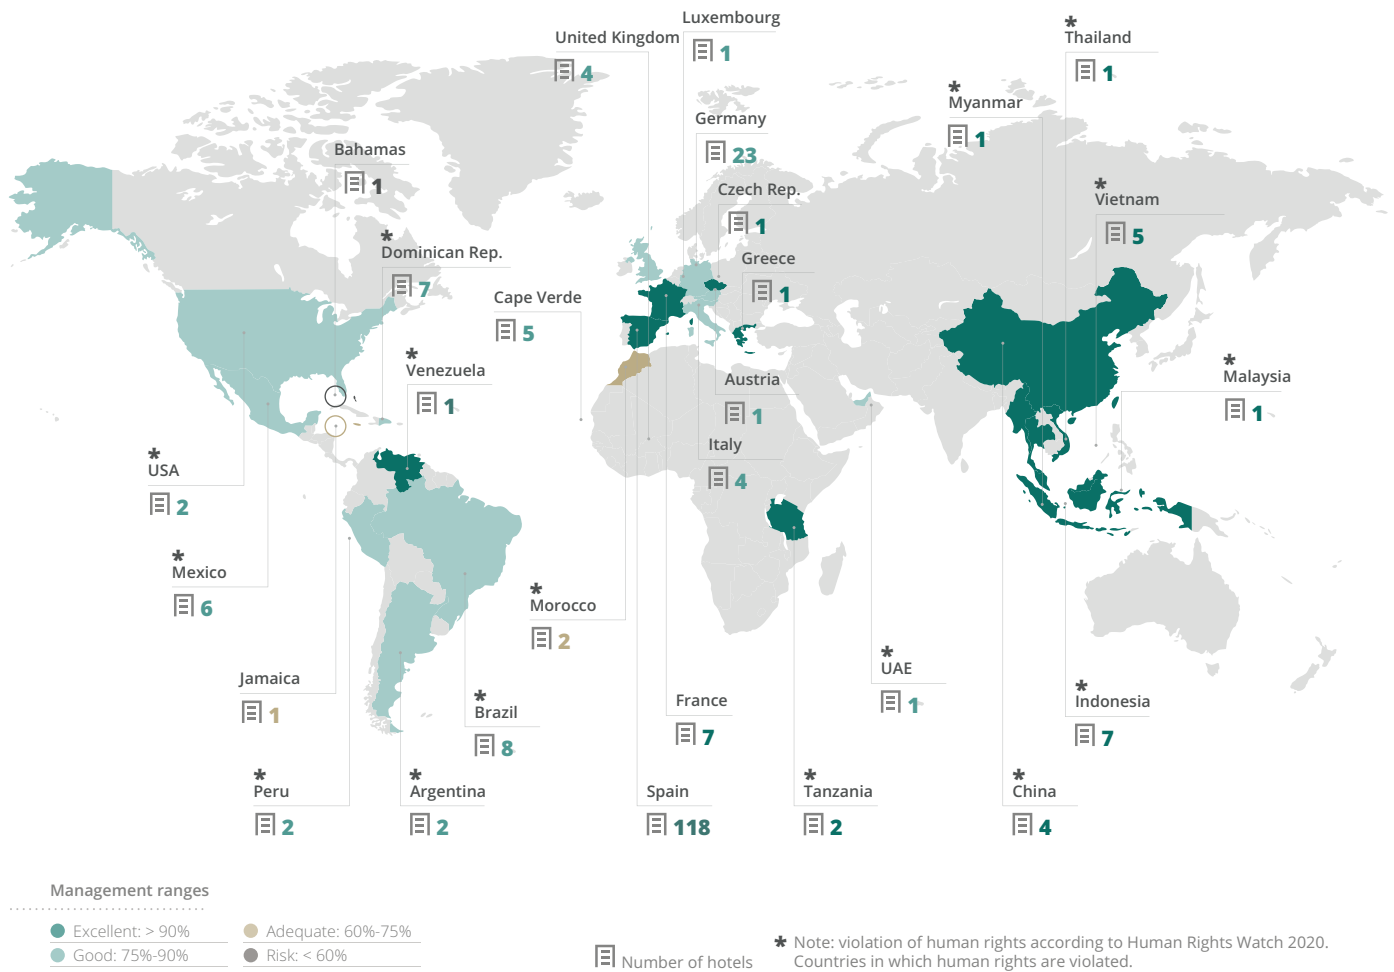 Luxembourg
1
United Kingdom
4
* Thailand
1
* Myanmar
1
Germany
23
Bahamas
1
Czech Rep.
1
* Vietnam
5
* Dominican Rep.
7
Greece
1
Cape Verde
5
* Venezuela
1
Austria
1
* Malaysia
1
Italy
4
* USA
2
* Mexico
6
* Morocco
2
Jamaica
1
* UAE
1
* Brazil
8
France
7
* Indonesia
7
* Peru
2
* Argentina
2
Spain
118
* Tanzania
2
* China
4
Management ranges
Excellent: > 90%
Adequate: 60%-75%
Good: 75%-90%
Risk: < 60%
Number of hotels
* Note: violation of human rights according to Human Rights Watch 2020.
Countries in which human rights are violated.